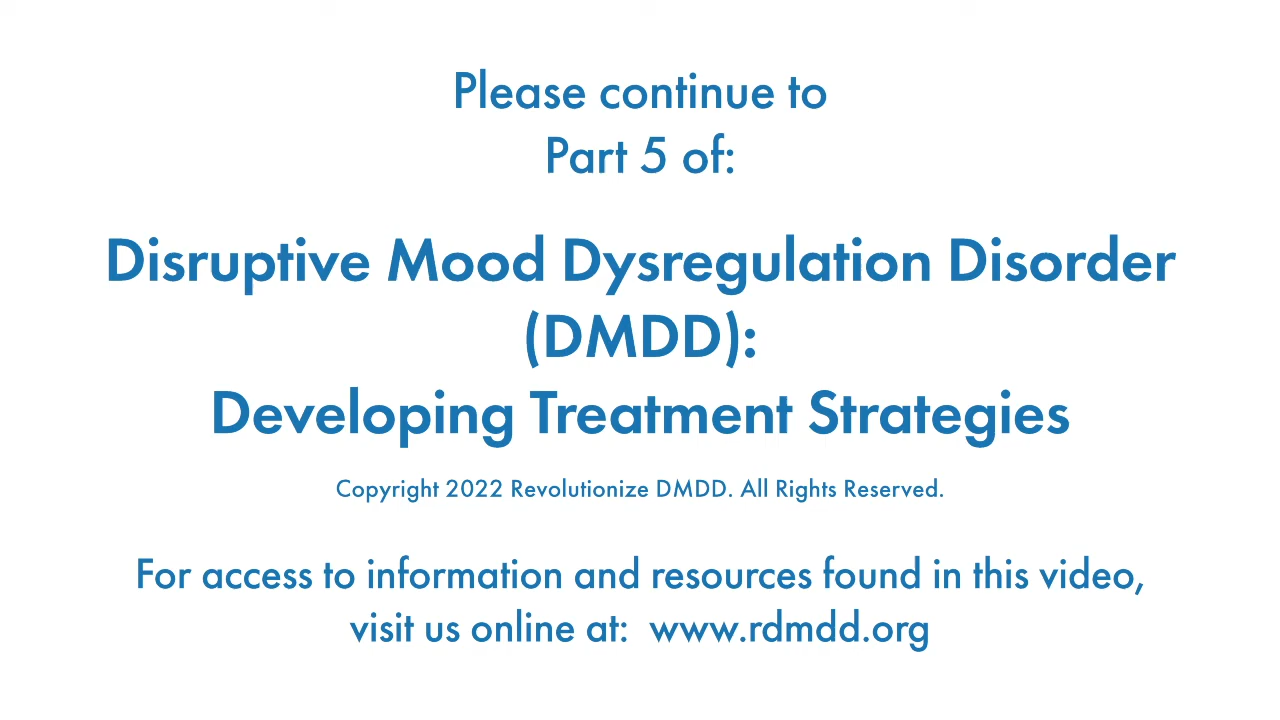 Please continue to
Part 5 of:
Disruptive Mood Dysregulation Disorder
(DMDD):
Developing Treatment Strategies
Copyright 2022 Revolutionize DMDD. All Rights Reserved.
For access to information and resources found in this video,
visit us online at:  www.rdmdd.org